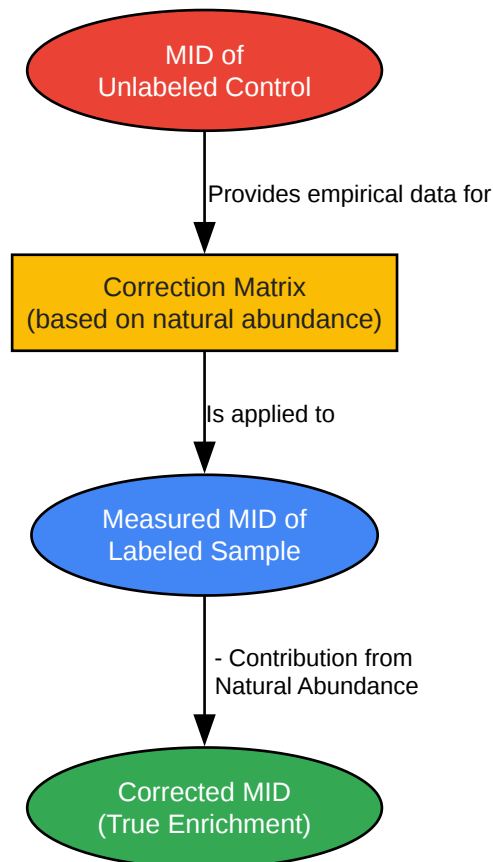 MID of
Unlabeled Control
Provides empirical data for
Correction Matrix
(based on natural abundance)
Is applied to
Measured MID of
Labeled Sample
- Contribution from
Natural Abundance
Corrected MID
(True Enrichment)